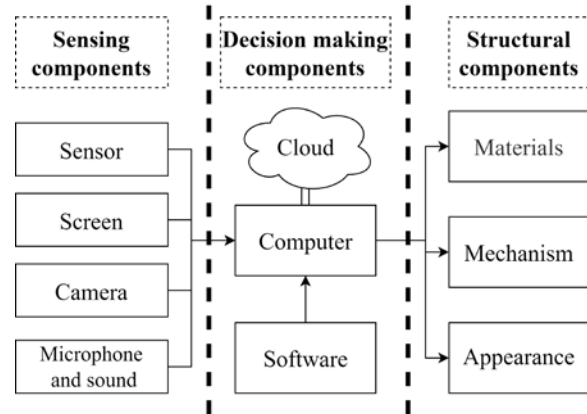 Sensing
components
Decision making
components
Structural
components
Sensor
Screen
Camera
Microphone
and sound
Cloud
Computer
Software
Materials
Mechanism
Appearance